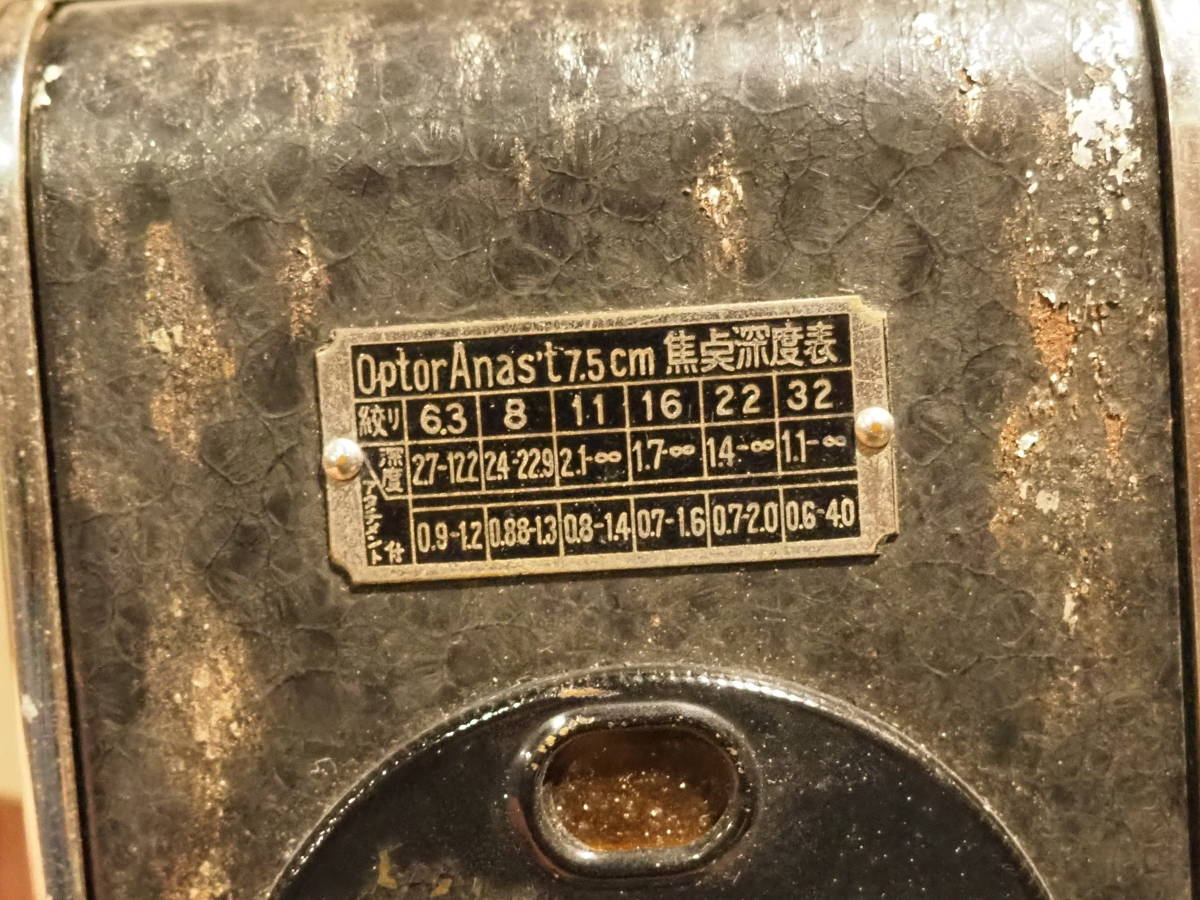 Optor Anas't 7.5cm 焦点深度表
絞り 6.3 8 11 16 22 32
深度 2.7-12.2 2.4-22.9 2.1-∞ 1.7-∞ 1.4-∞ 1.1-∞
アタッチメント付 0.9-1.2 0.88-1.3 0.8-1.4 0.7-1.6 0.7-2.0 0.6-4.0